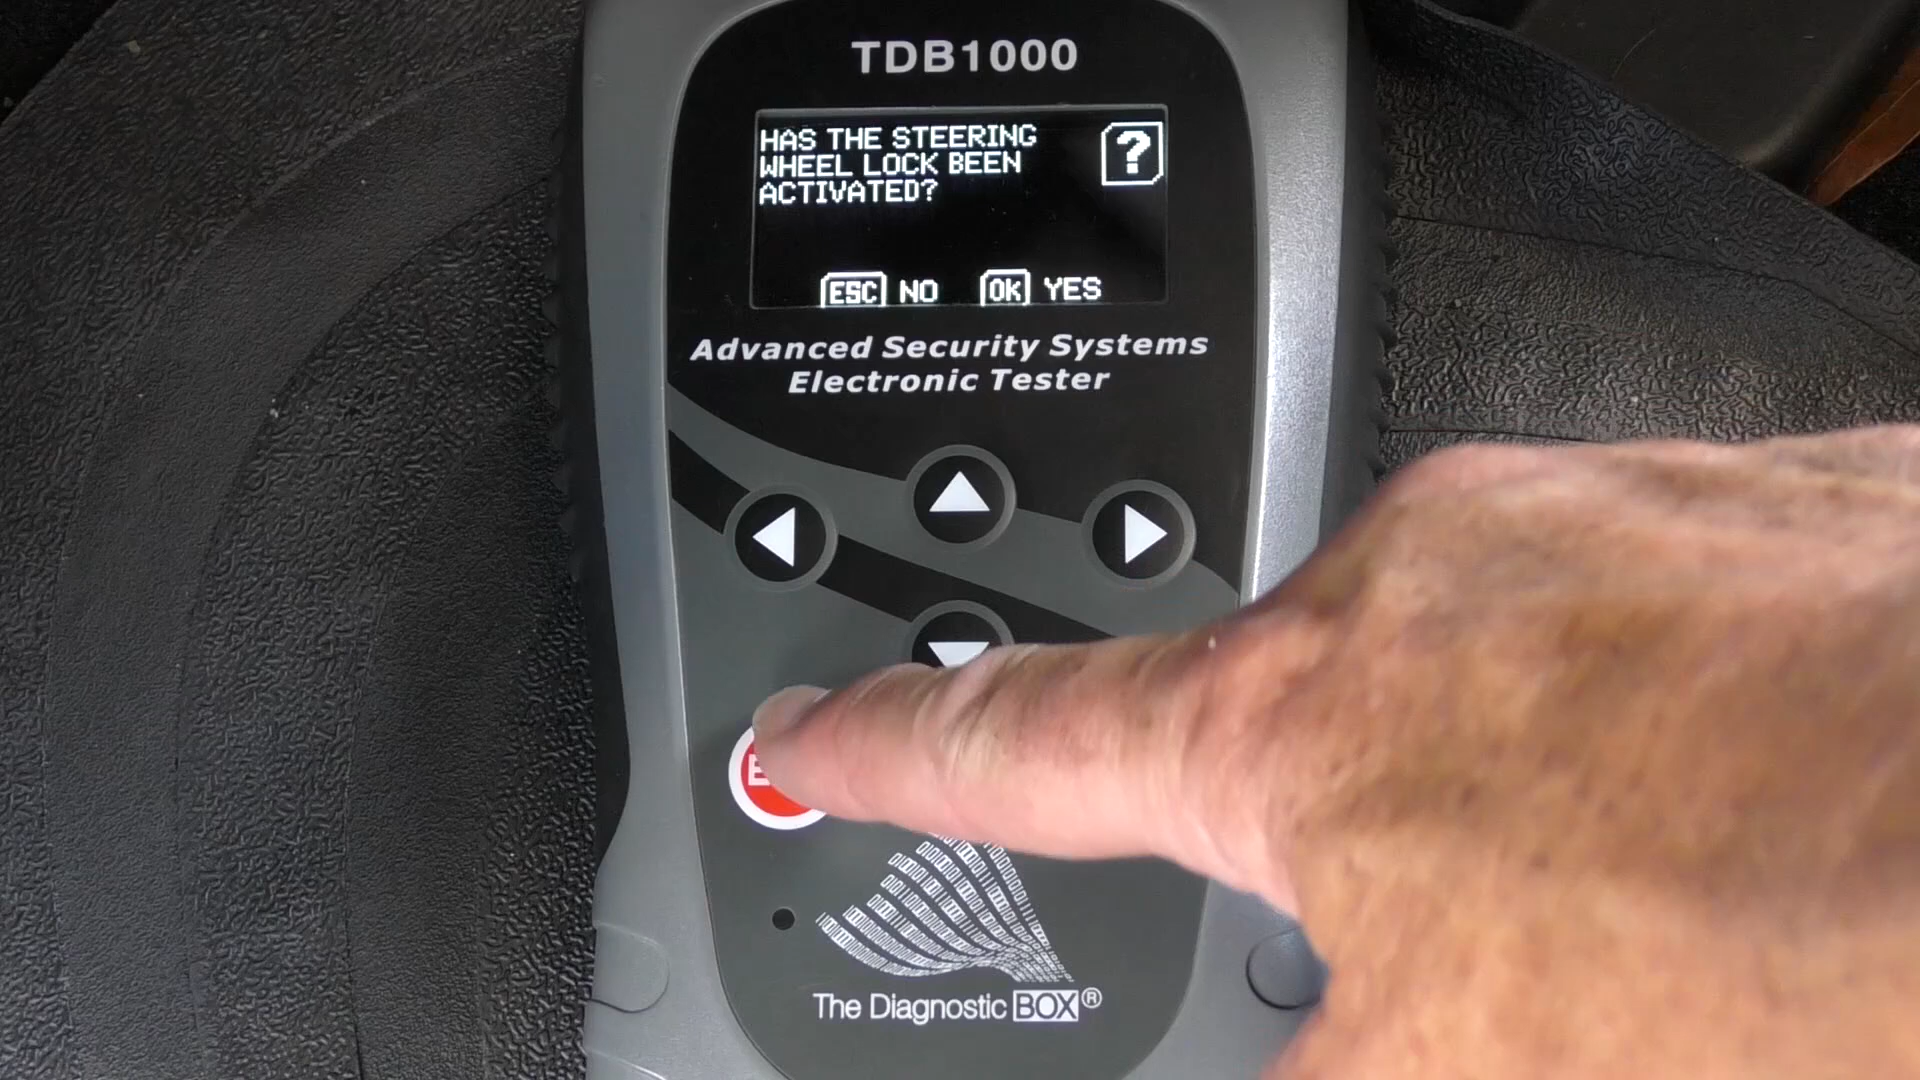 TDB1000
HAS THE STEERING
WHEEL LOCK BEEN
ACTIVATED?
?
ESC NO OK YES
Advanced Security Systems
Electronic Tester
The Diagnostic BOX®